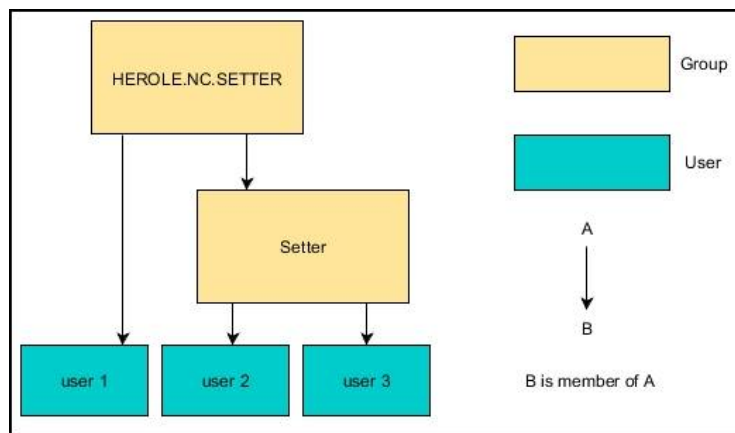 HEROLE.NC.SETTER
Group
User
A
Setter
B
user 1
user 2
user 3
B is member of A